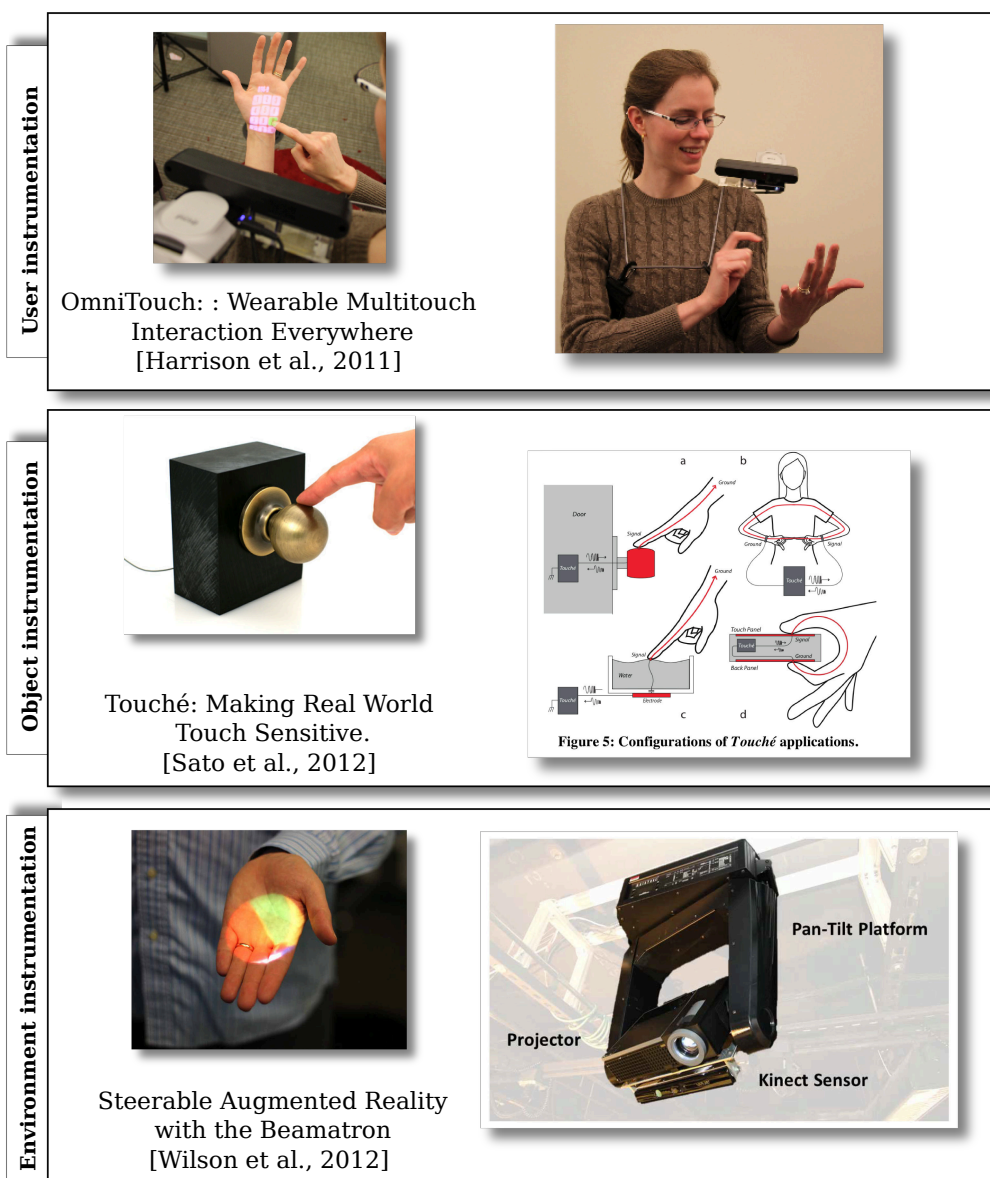 User instrumentation
OmniTouch: : Wearable Multitouch
Interaction Everywhere
[Harrison et al., 2011]
Object instrumentation
Touché: Making Real World
Touch Sensitive.
[Sato et al., 2012]
a
b
Ground
Door
Signal
Touché
Ground
Signal
Touché
Ground
Signal
Water
Touché
Electrode
c
Touch Panel
Signal
Touché
Ground
Back Panel
d
Figure 5: Configurations of Touché applications.
Environment instrumentation
Steerable Augmented Reality
with the Beamatron
[Wilson et al., 2012]
Pan-Tilt Platform
Projector
Kinect Sensor